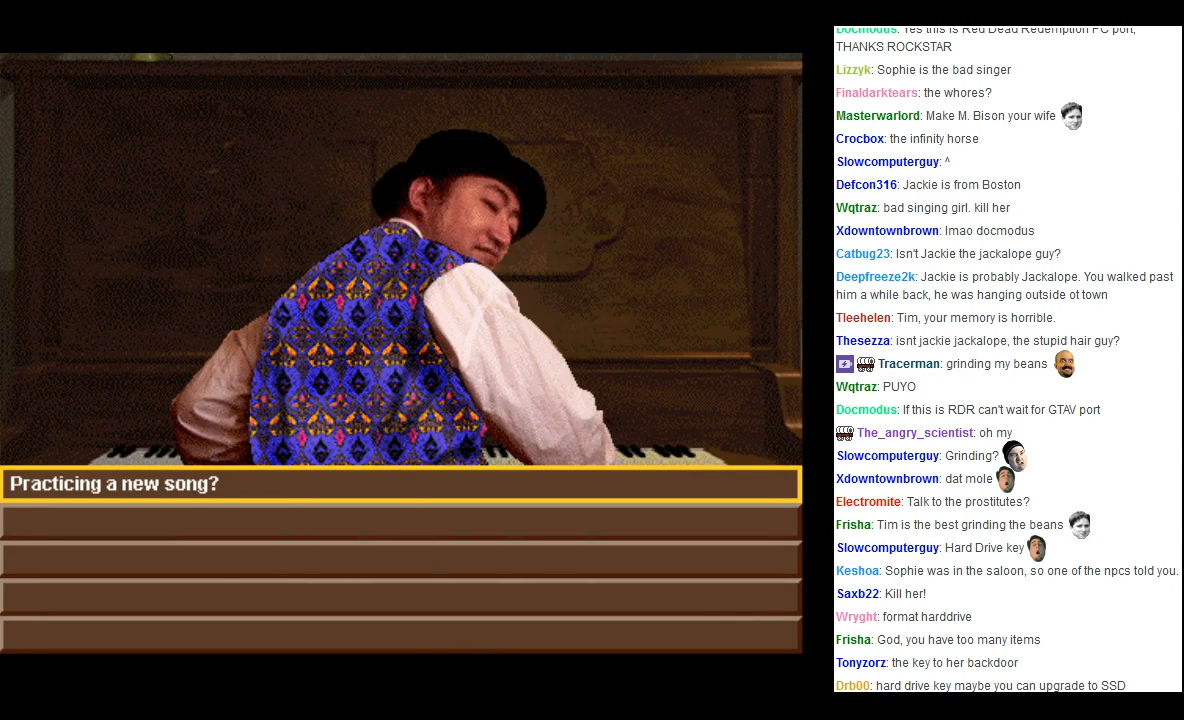 Docmodus: Yes this is Red Dead Redemption PC port,
THANKS ROCKSTAR
Lizzyk: Sophie is the bad singer
Finaldarktears: the whores?
Masterwarlord: Make M. Bison your wife
Crocbox: the infinity horse
Slowcomputerguy: ^
Defcon316: Jackie is from Boston
Wqtraz: bad singing girl. kill her
Xdowntownbrown: lmao docmodus
Catbug23: Isn't Jackie the jackalope guy?
Deepfreeze2k: Jackie is probably Jackalope. You walked past
him a while back, he was hanging outside ot town
Tleehelen: Tim, your memory is horrible.
Thesezza: isnt jackie jackalope, the stupid hair guy?
Tracerman: grinding my beans
Wqtraz: PUYO
Docmodus: If this is RDR can't wait for GTAV port
The_angry_scientist: oh my
Slowcomputerguy: Grinding?
Xdowntownbrown: dat mole
Electromite: Talk to the prostitutes?
Frisha: Tim is the best grinding the beans
Slowcomputerguy: Hard Drive key
Keshoa: Sophie was in the saloon, so one of the npcs told you.
Saxb22: Kill her!
Wryght: format harddrive
Frisha: God, you have too many items
Tonyzorz: the key to her backdoor
Drb00: hard drive key maybe you can upgrade to SSD
Practicing a new song?